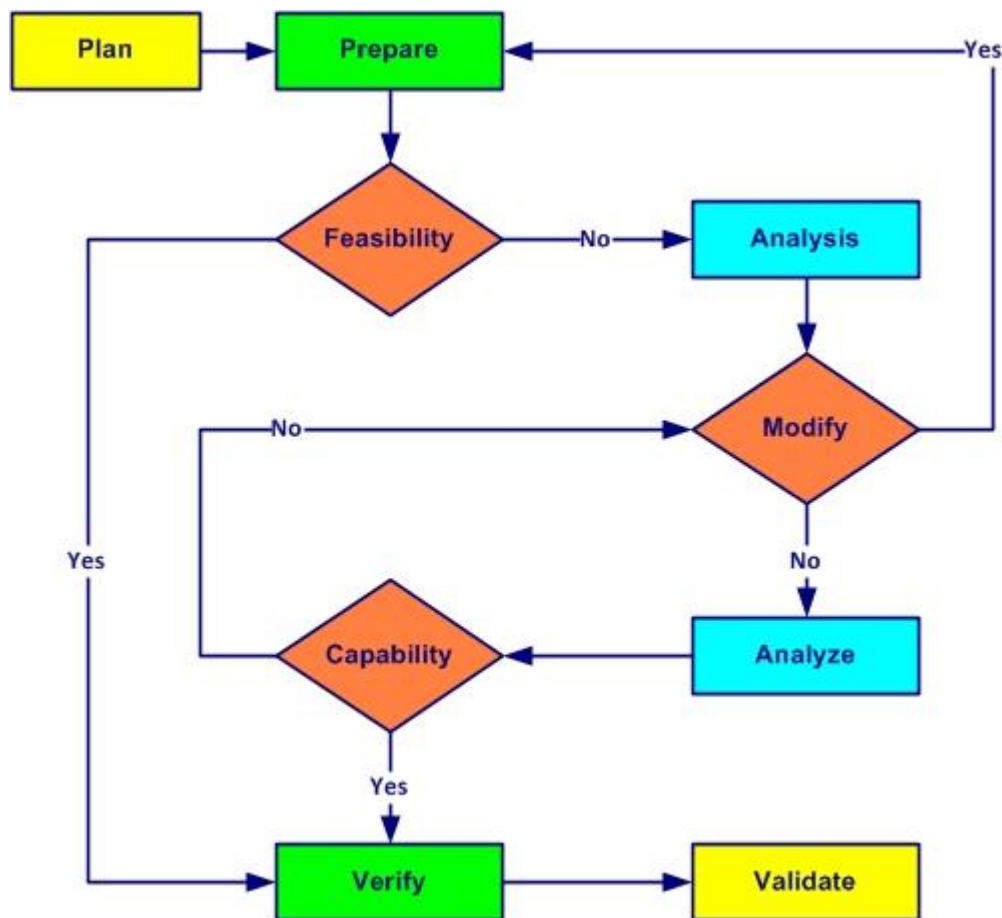 Plan
Prepare
Yes
Feasibility
No
Analysis
No
Modify
Yes
No
Capability
Analyze
Yes
Verify
Validate